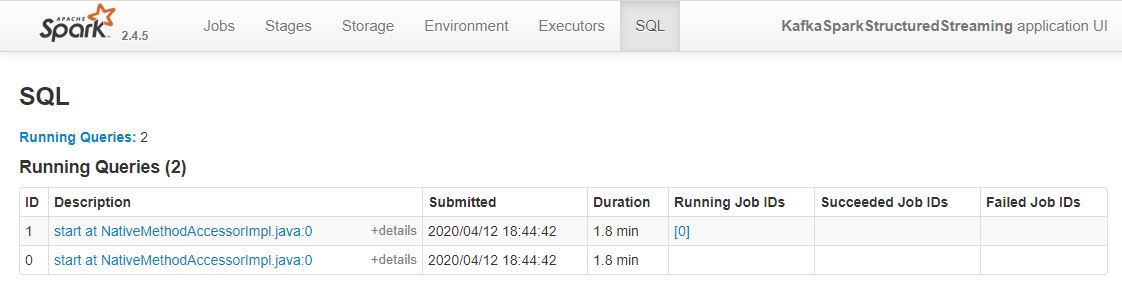 APACHE
Spark 2.4.5 Jobs Stages Storage Environment Executors SQL KafkaSparkStructuredStreaming application UI
SQL
Running Queries: 2
Running Queries (2)
ID Description Submitted Duration Running Job IDs Succeeded Job IDs Failed Job IDs
1 start at NativeMethodAccessorImpl.java:0 +details 2020/04/12 18:44:42 1.8 min [0]
0 start at NativeMethodAccessorImpl.java:0 +details 2020/04/12 18:44:42 1.8 min